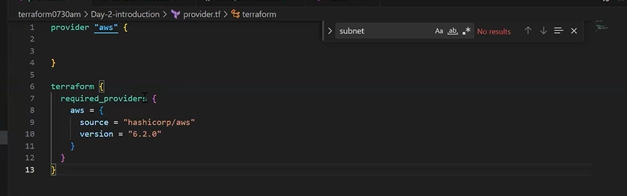 terraform0730am > Day-2-introduction > provider.tf > terraform
subnet
Aa ab .* No results
1 provider "aws" {
2
3
4 }
5
6 terraform {
7 required_providers {
8 aws = {
9 source = "hashicorp/aws"
10 version = "6.2.0"
11 }
12 }
13 }